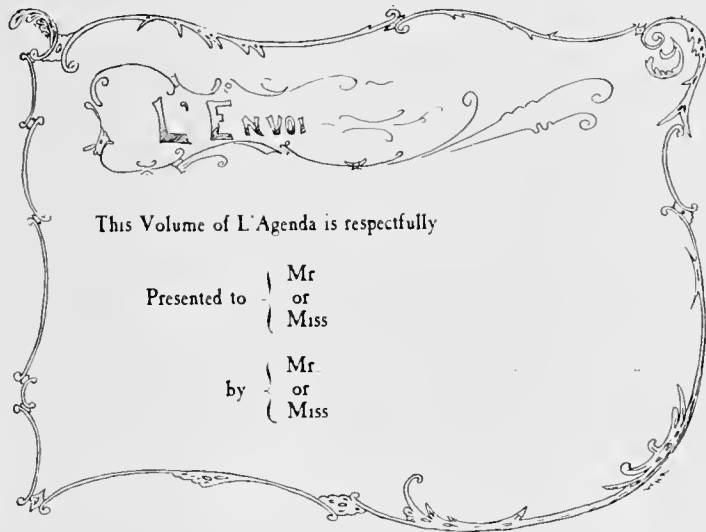 L'ENVOI
This Volume of L'Agenda is respectfully
Mr
Presented to or
Miss
Mr
by or
Miss